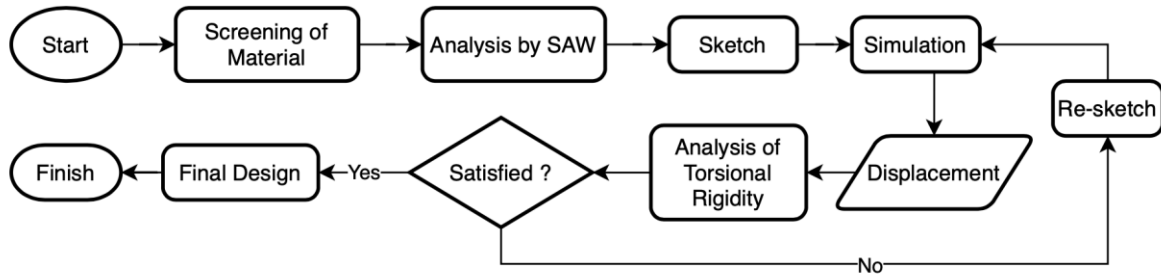 Start
Screening of
Material
Analysis by SAW
Sketch
Simulation
Re-sketch
Displacement
Analysis of
Torsional
Rigidity
Satisfied ?
Yes
Final Design
Finish
No